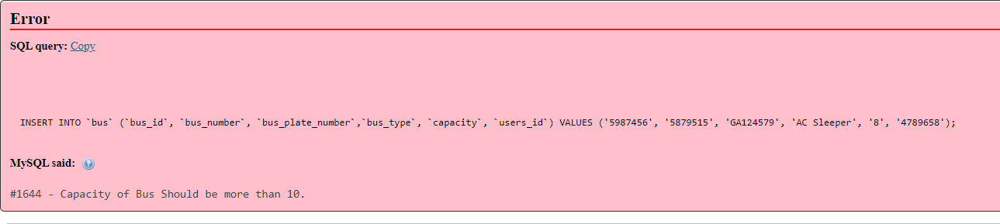 Error
SQL query: Copy
INSERT INTO `bus` (`bus_id`, `bus_number`, `bus_plate_number`,`bus_type`, `capacity`, `users_id`) VALUES ('5987456', '5879515', 'GA124579', 'AC Sleeper', '8', '4789658');
MySQL said:
#1644 - Capacity of Bus Should be more than 10.